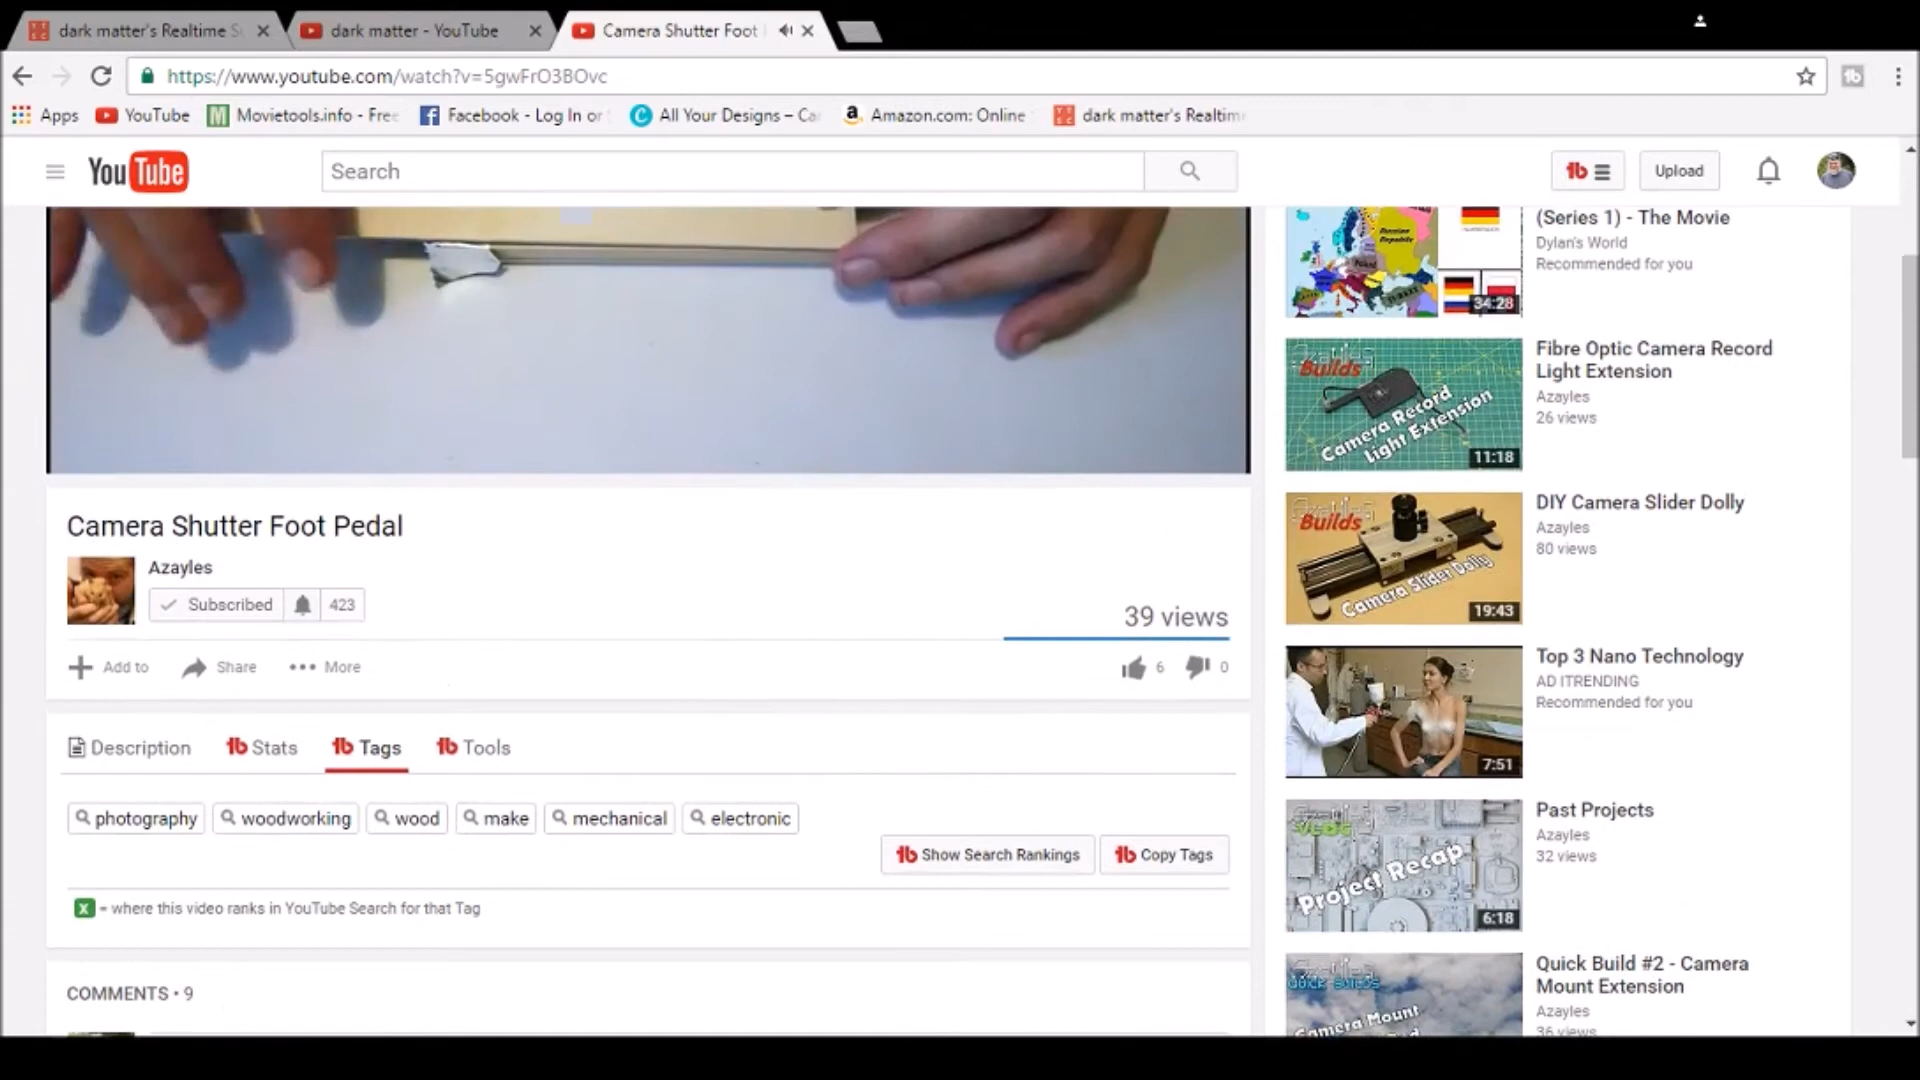 dark matter's Realtime S
dark matter - YouTube
Camera Shutter Foot
https://www.youtube.com/watch?v=5gwFrO3BOvc
Apps
YouTube
Movietools.info - Free
Facebook - Log In or
All Your Designs – Ca
Amazon.com: Online
dark matter's Realtim
YouTube
Search
Upload
(Series 1) - The Movie
Dylan's World
Recommended for you
34:28
Fibre Optic Camera Record
Light Extension
Azayles
26 views
Builds
Camera Record
Light Extension
11:18
DIY Camera Slider Dolly
Azayles
80 views
Builds
Camera Slider Dolly
19:43
Top 3 Nano Technology
AD ITRENDING
Recommended for you
7:51
Past Projects
Azayles
32 views
VLOG
Project Recap
6:18
Quick Build #2 - Camera
Mount Extension
Azayles
36 views
QUICK BUILDS
Camera Mount
Camera Shutter Foot Pedal
Azayles
Subscribed
423
39 views
Add to
Share
More
6
0
Description
Stats
Tags
Tools
photography
woodworking
wood
make
mechanical
electronic
Show Search Rankings
Copy Tags
X = where this video ranks in YouTube Search for that Tag
COMMENTS • 9